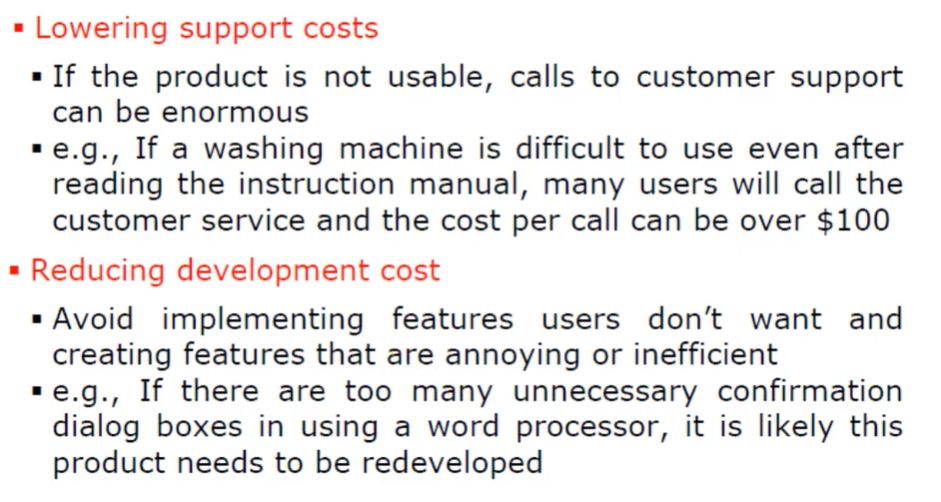 ▪ Lowering support costs
▪ If the product is not usable, calls to customer support
can be enormous
▪ e.g., If a washing machine is difficult to use even after
reading the instruction manual, many users will call the
customer service and the cost per call can be over $100
▪ Reducing development cost
▪ Avoid implementing features users don’t want and
creating features that are annoying or inefficient
▪ e.g., If there are too many unnecessary confirmation
dialog boxes in using a word processor, it is likely this
product needs to be redeveloped